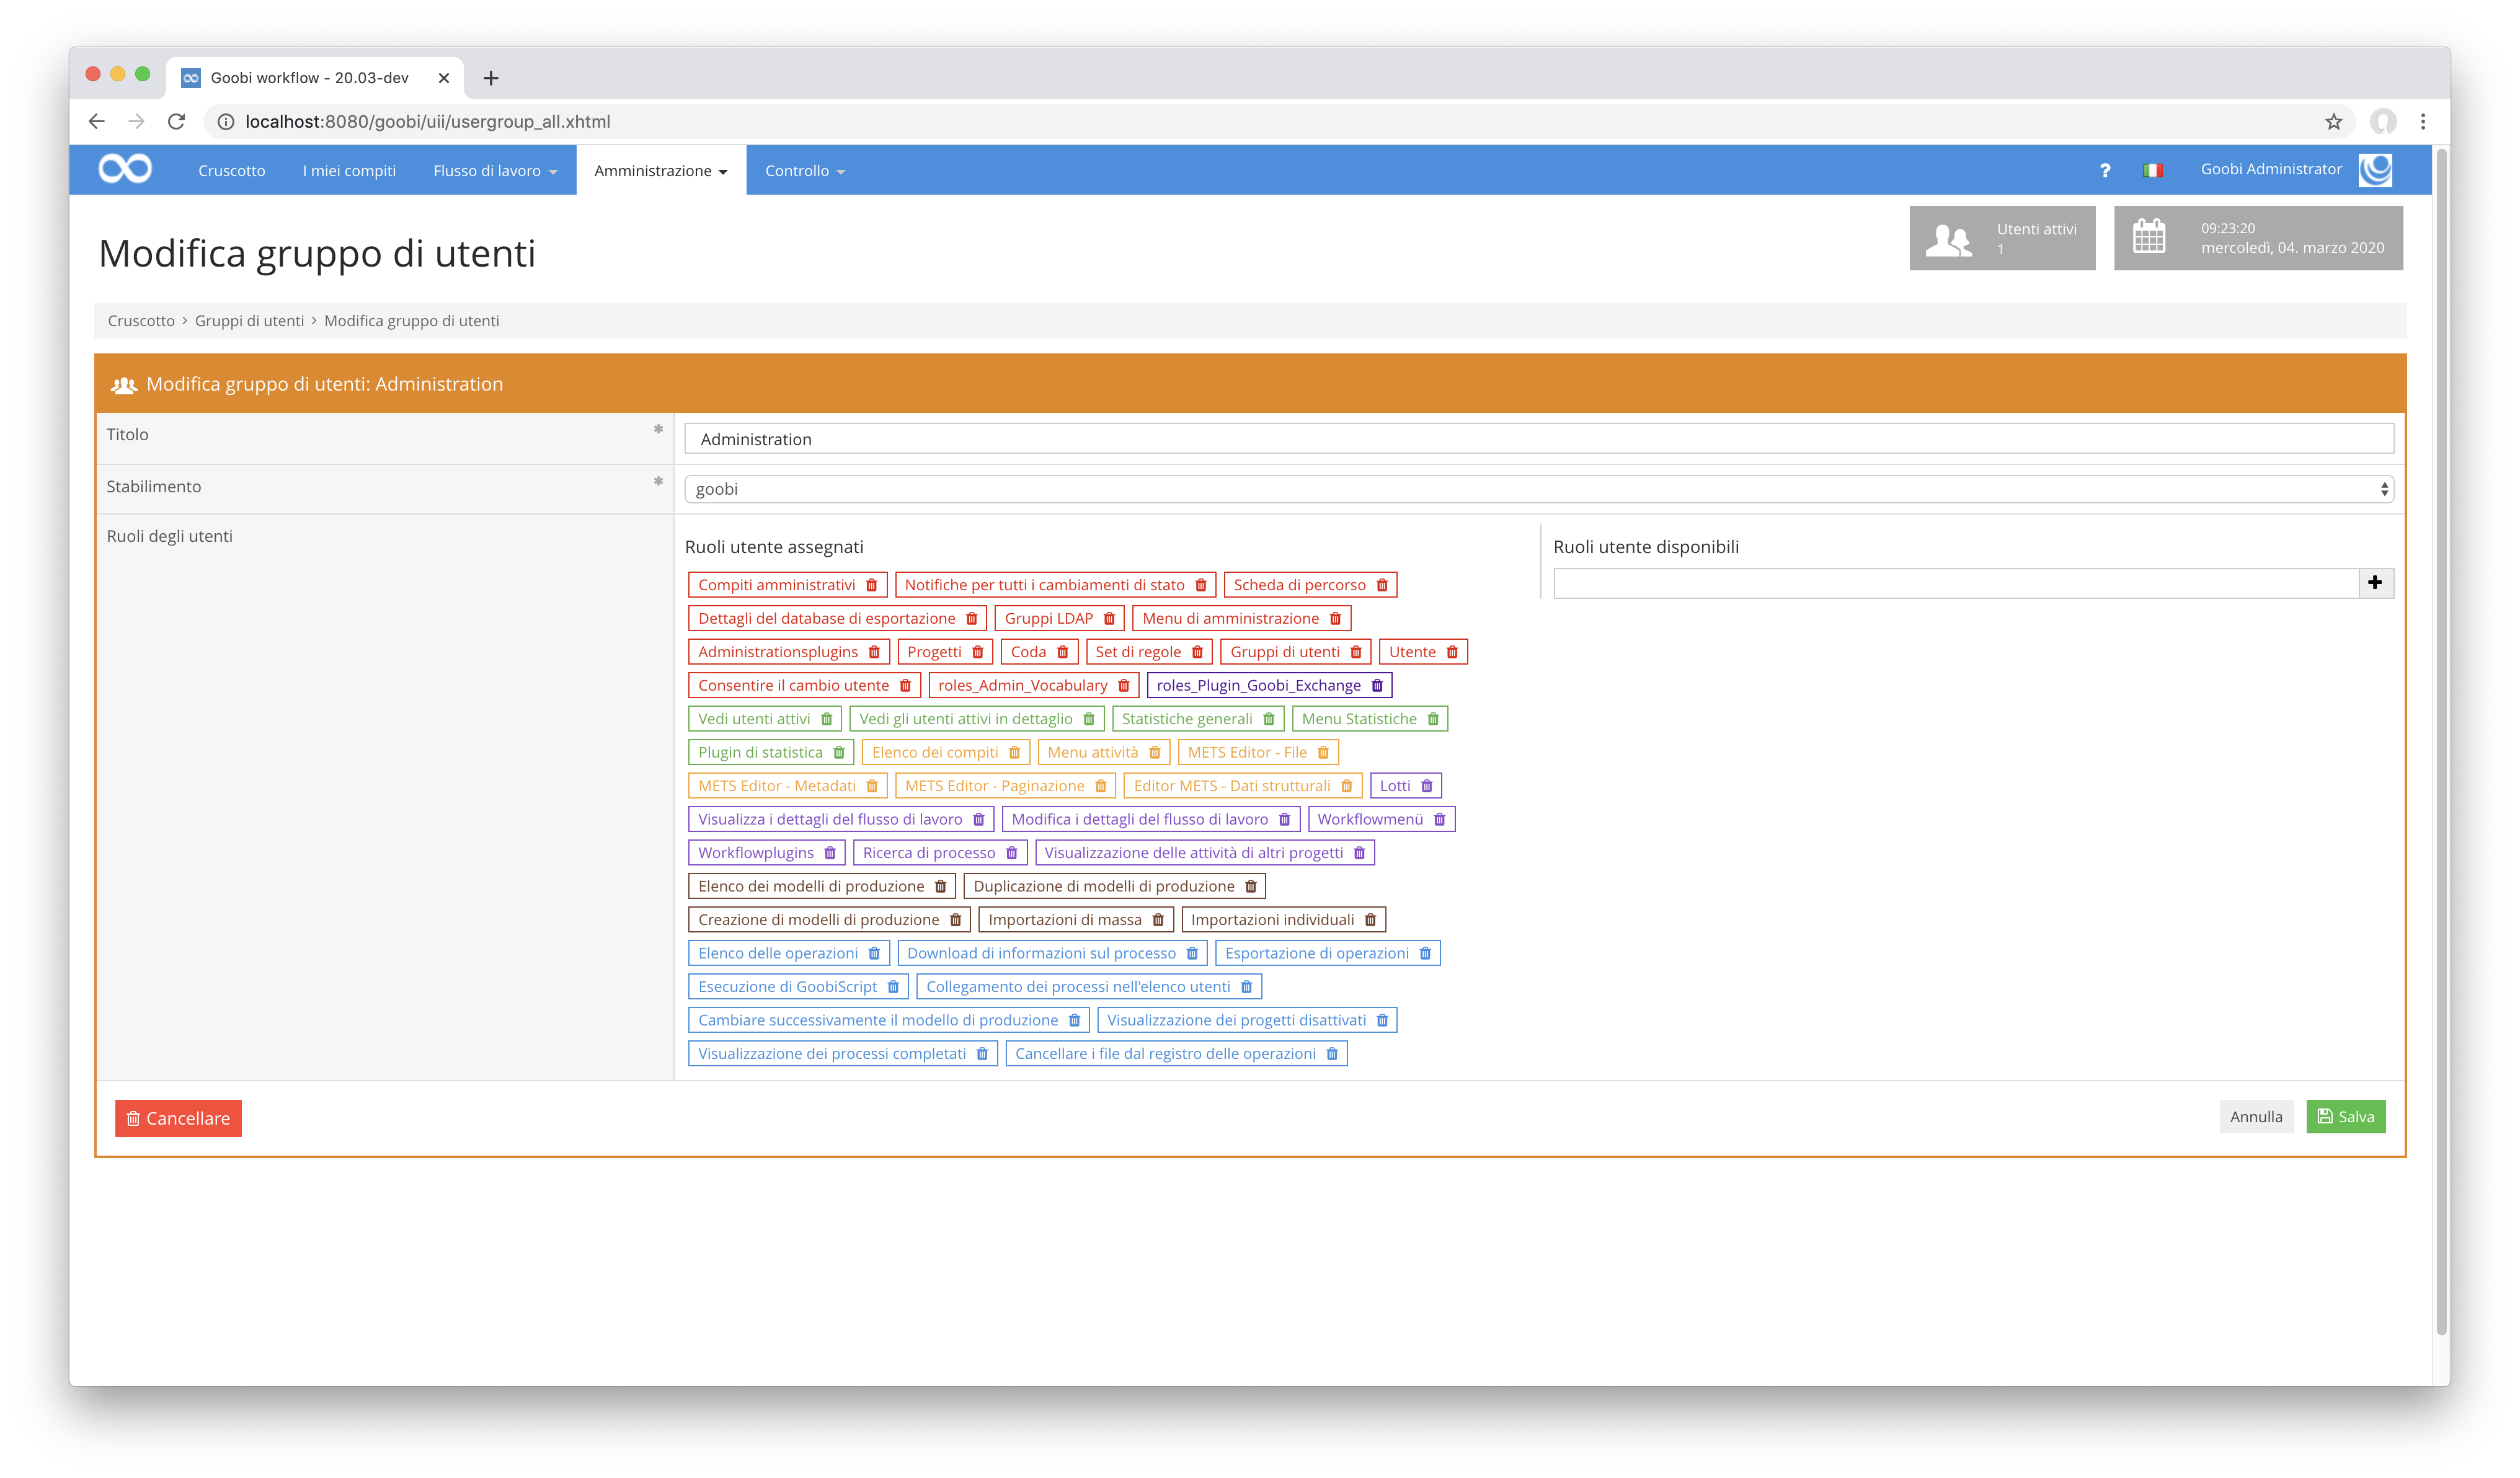 Goobi workflow - 20.03-dev
localhost:8080/goobi/uii/usergroup_all.xhtml
Cruscotto I miei compiti Flusso di lavoro Amministrazione Controllo ? Goobi Administrator
Modifica gruppo di utenti
Utenti attivi
1
09:23:20
mercoledì, 04. marzo 2020
Cruscotto > Gruppi di utenti > Modifica gruppo di utenti
Modifica gruppo di utenti: Administration
Titolo * Administration
Stabilimento * goobi
Ruoli degli utenti
Ruoli utente assegnati
Compiti amministrativi Notifiche per tutti i cambiamenti di stato Scheda di percorso
Dettagli del database di esportazione Gruppi LDAP Menu di amministrazione
Administrationsplugins Progetti Coda Set di regole Gruppi di utenti Utente
Consentire il cambio utente roles_Admin_Vocabulary roles_Plugin_Goobi_Exchange
Vedi utenti attivi Vedi gli utenti attivi in dettaglio Statistiche generali Menu Statistiche
Plugin di statistica Elenco dei compiti Menu attività METS Editor - File
METS Editor - Metadati METS Editor - Paginazione Editor METS - Dati strutturali Lotti
Visualizza i dettagli del flusso di lavoro Modifica i dettagli del flusso di lavoro Workflowmenü
Workflowplugins Ricerca di processo Visualizzazione delle attività di altri progetti
Elenco dei modelli di produzione Duplicazione di modelli di produzione
Creazione di modelli di produzione Importazioni di massa Importazioni individuali
Elenco delle operazioni Download di informazioni sul processo Esportazione di operazioni
Esecuzione di GoobiScript Collegamento dei processi nell'elenco utenti
Cambiare successivamente il modello di produzione Visualizzazione dei progetti disattivati
Visualizzazione dei processi completati Cancellare i file dal registro delle operazioni
Ruoli utente disponibili
Cancellare
Annulla
Salva